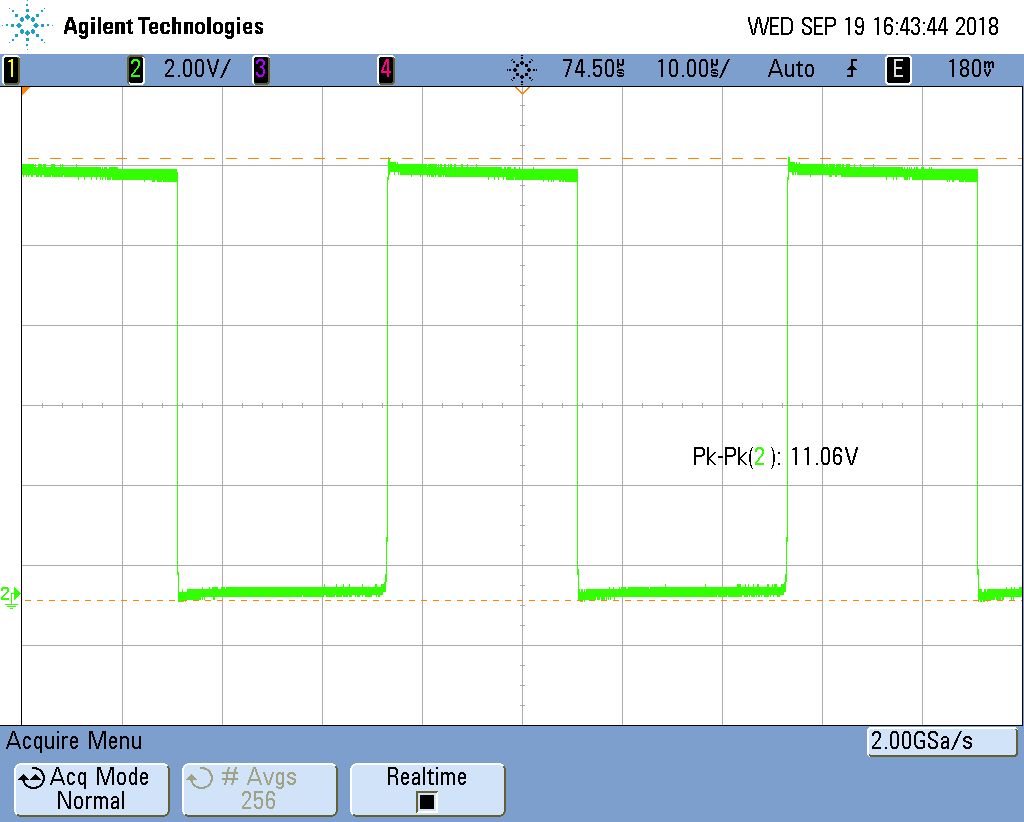 Agilent Technologies
WED SEP 19 16:43:44 2018
1 2 2.00V/ 3 4 74.50µs 10.00µs/ Auto E 180mV
Pk-Pk(2): 11.06V
2
Acquire Menu
2.00GSa/s
Acq Mode
Normal
# Avgs
256
Realtime